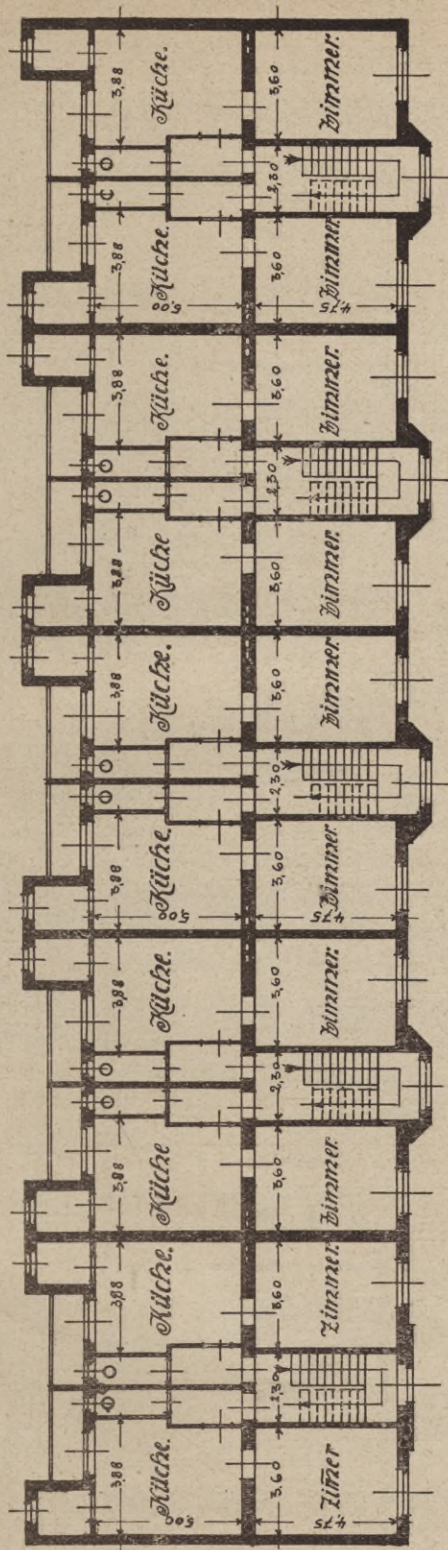 3,88 3,88 3,88 3,88 3,88 3,88 3,88 3,88 3,88 3,88
Küche. Küche. Küche Küche. Küche. Küche. Küche Küche. Küche. Küche.
5,00 5,00 5,00
3,60 2,30 3,60 3,60 2,30 3,60 3,60 2,30 3,60 3,60 2,30 3,60 3,60 2,30 3,60
Zim̄er Zimmer. Zimmer. Zimmer. Zimmer. Zimmer. Zimmer. Zimmer. Zimmer. Zimmer.
4,75 4,75 4,75